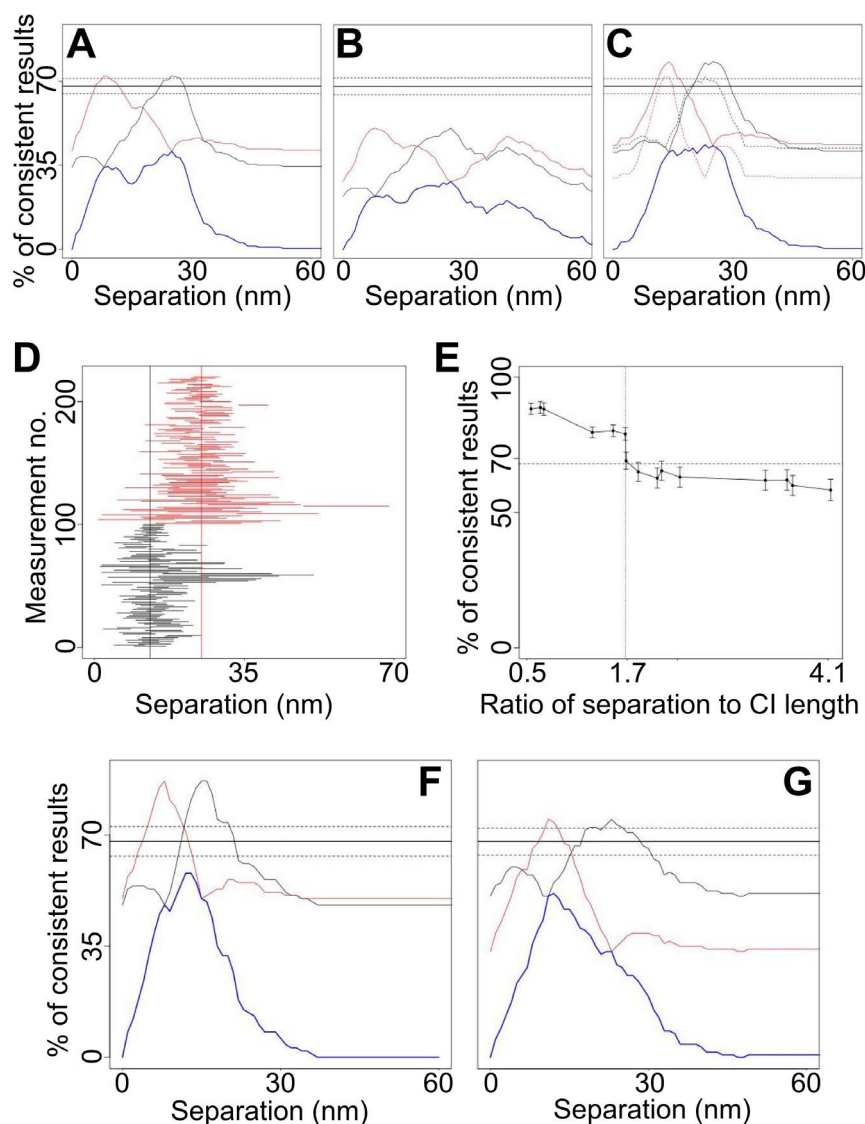 A
B
C
% of consistent results
70
35
0
0
30
60
0
30
60
0
30
60
Separation (nm)
Separation (nm)
Separation (nm)
D
Measurement no.
200
100
0
0
35
70
Separation (nm)
E
% of consistent results
100
70
50
0
0.5
1.7
4.1
Ratio of separation to CI length
F
% of consistent results
70
35
0
0
30
60
Separation (nm)
G
0
30
60
Separation (nm)